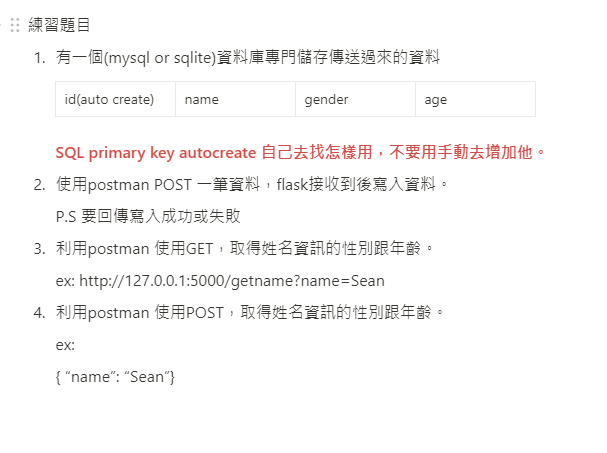 練習題目
1. 有一個(mysql or sqlite)資料庫專門儲存傳送過來的資料
id(auto create) name gender age
SQL primary key autocreate 自己去找怎樣用，不要用手動去增加他。
2. 使用postman POST 一筆資料，flask接收到後寫入資料。
P.S 要回傳寫入成功或失敗
3. 利用postman 使用GET，取得姓名資訊的性別跟年齡。
ex: http://127.0.0.1:5000/getname?name=Sean
4. 利用postman 使用POST，取得姓名資訊的性別跟年齡。
ex:
{ “name”: “Sean”}